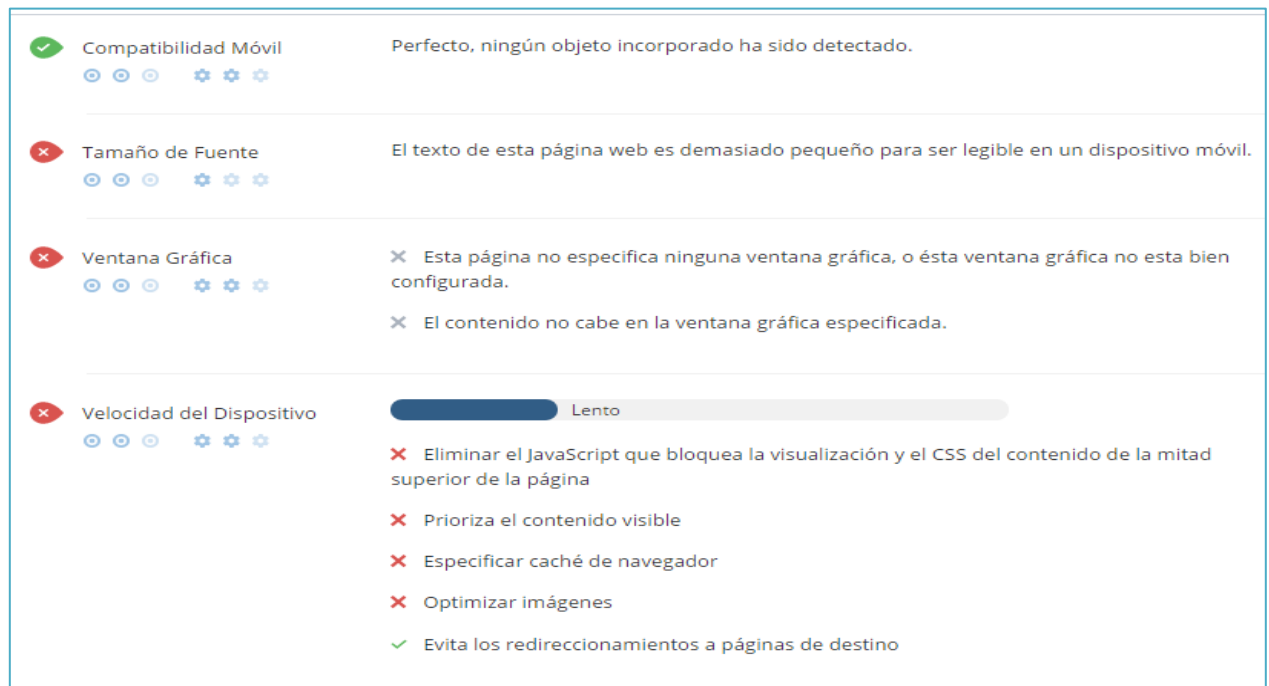 Compatibilidad Móvil
Perfecto, ningún objeto incorporado ha sido detectado.
Tamaño de Fuente
El texto de esta página web es demasiado pequeño para ser legible en un dispositivo móvil.
Ventana Gráfica
Esta página no especifica ninguna ventana gráfica, o ésta ventana gráfica no esta bien
configurada.
El contenido no cabe en la ventana gráfica especificada.
Velocidad del Dispositivo
Lento
Eliminar el JavaScript que bloquea la visualización y el CSS del contenido de la mitad
superior de la página
Prioriza el contenido visible
Especificar caché de navegador
Optimizar imágenes
Evita los redireccionamientos a páginas de destino